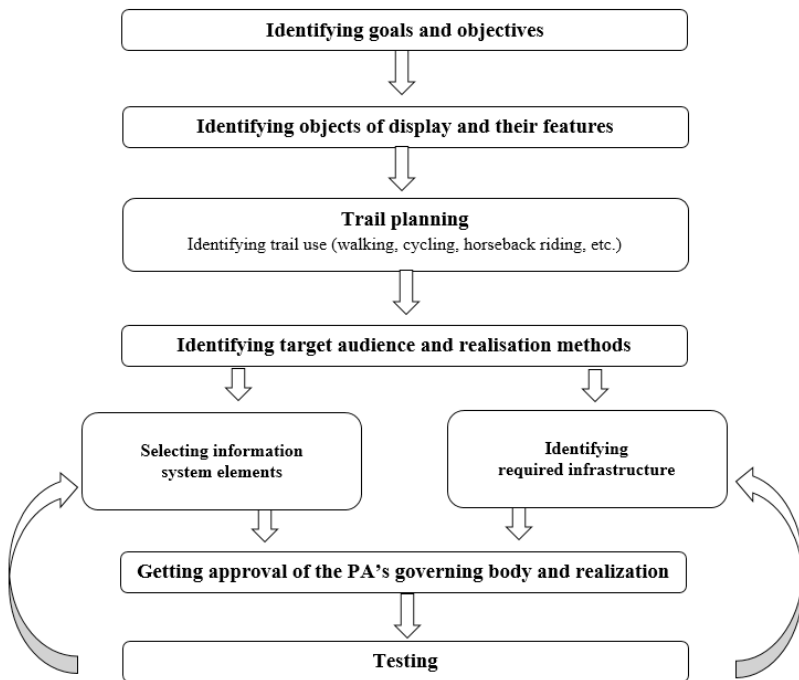 Identifying goals and objectives
Identifying objects of display and their features
Trail planning
Identifying trail use (walking, cycling, horseback riding, etc.)
Identifying target audience and realisation methods
Selecting information
system elements
Identifying
required infrastructure
Getting approval of the PA's governing body and realization
Testing